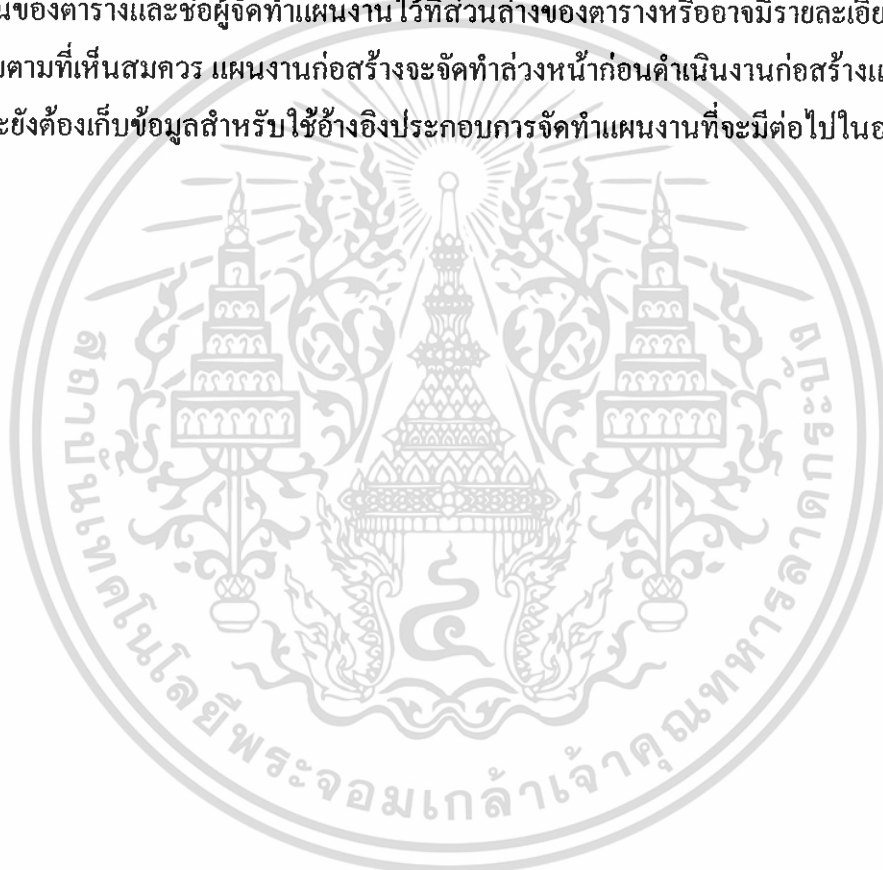 นของตารางและชื่อผู้จัดทำแผนงานไว้ที่ส่วนล่างของตารางหรืออาจมีรายละเอีย
ตามที่เห็นสมควร แผนงานก่อสร้างจะจัดทำล่วงหน้าก่อนดำเนินงานก่อสร้างแ
ะยังต้องเก็บข้อมูลสำหรับใช้อ้างอิงประกอบการจัดทำแผนงานที่จะมีต่อไปในอ
สถาบันเทคโนโลยีพระจอมเกล้าเจ้าคุณทหารลาดกระบัง
๔